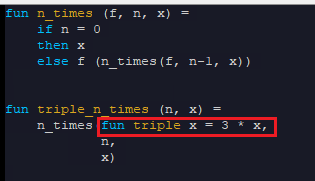 fun n_times (f, n, x) =
if n = 0
then x
else f (n_times(f, n-1, x))
fun triple_n_times (n, x) =
n_times fun triple x = 3 * x,
n,
x)